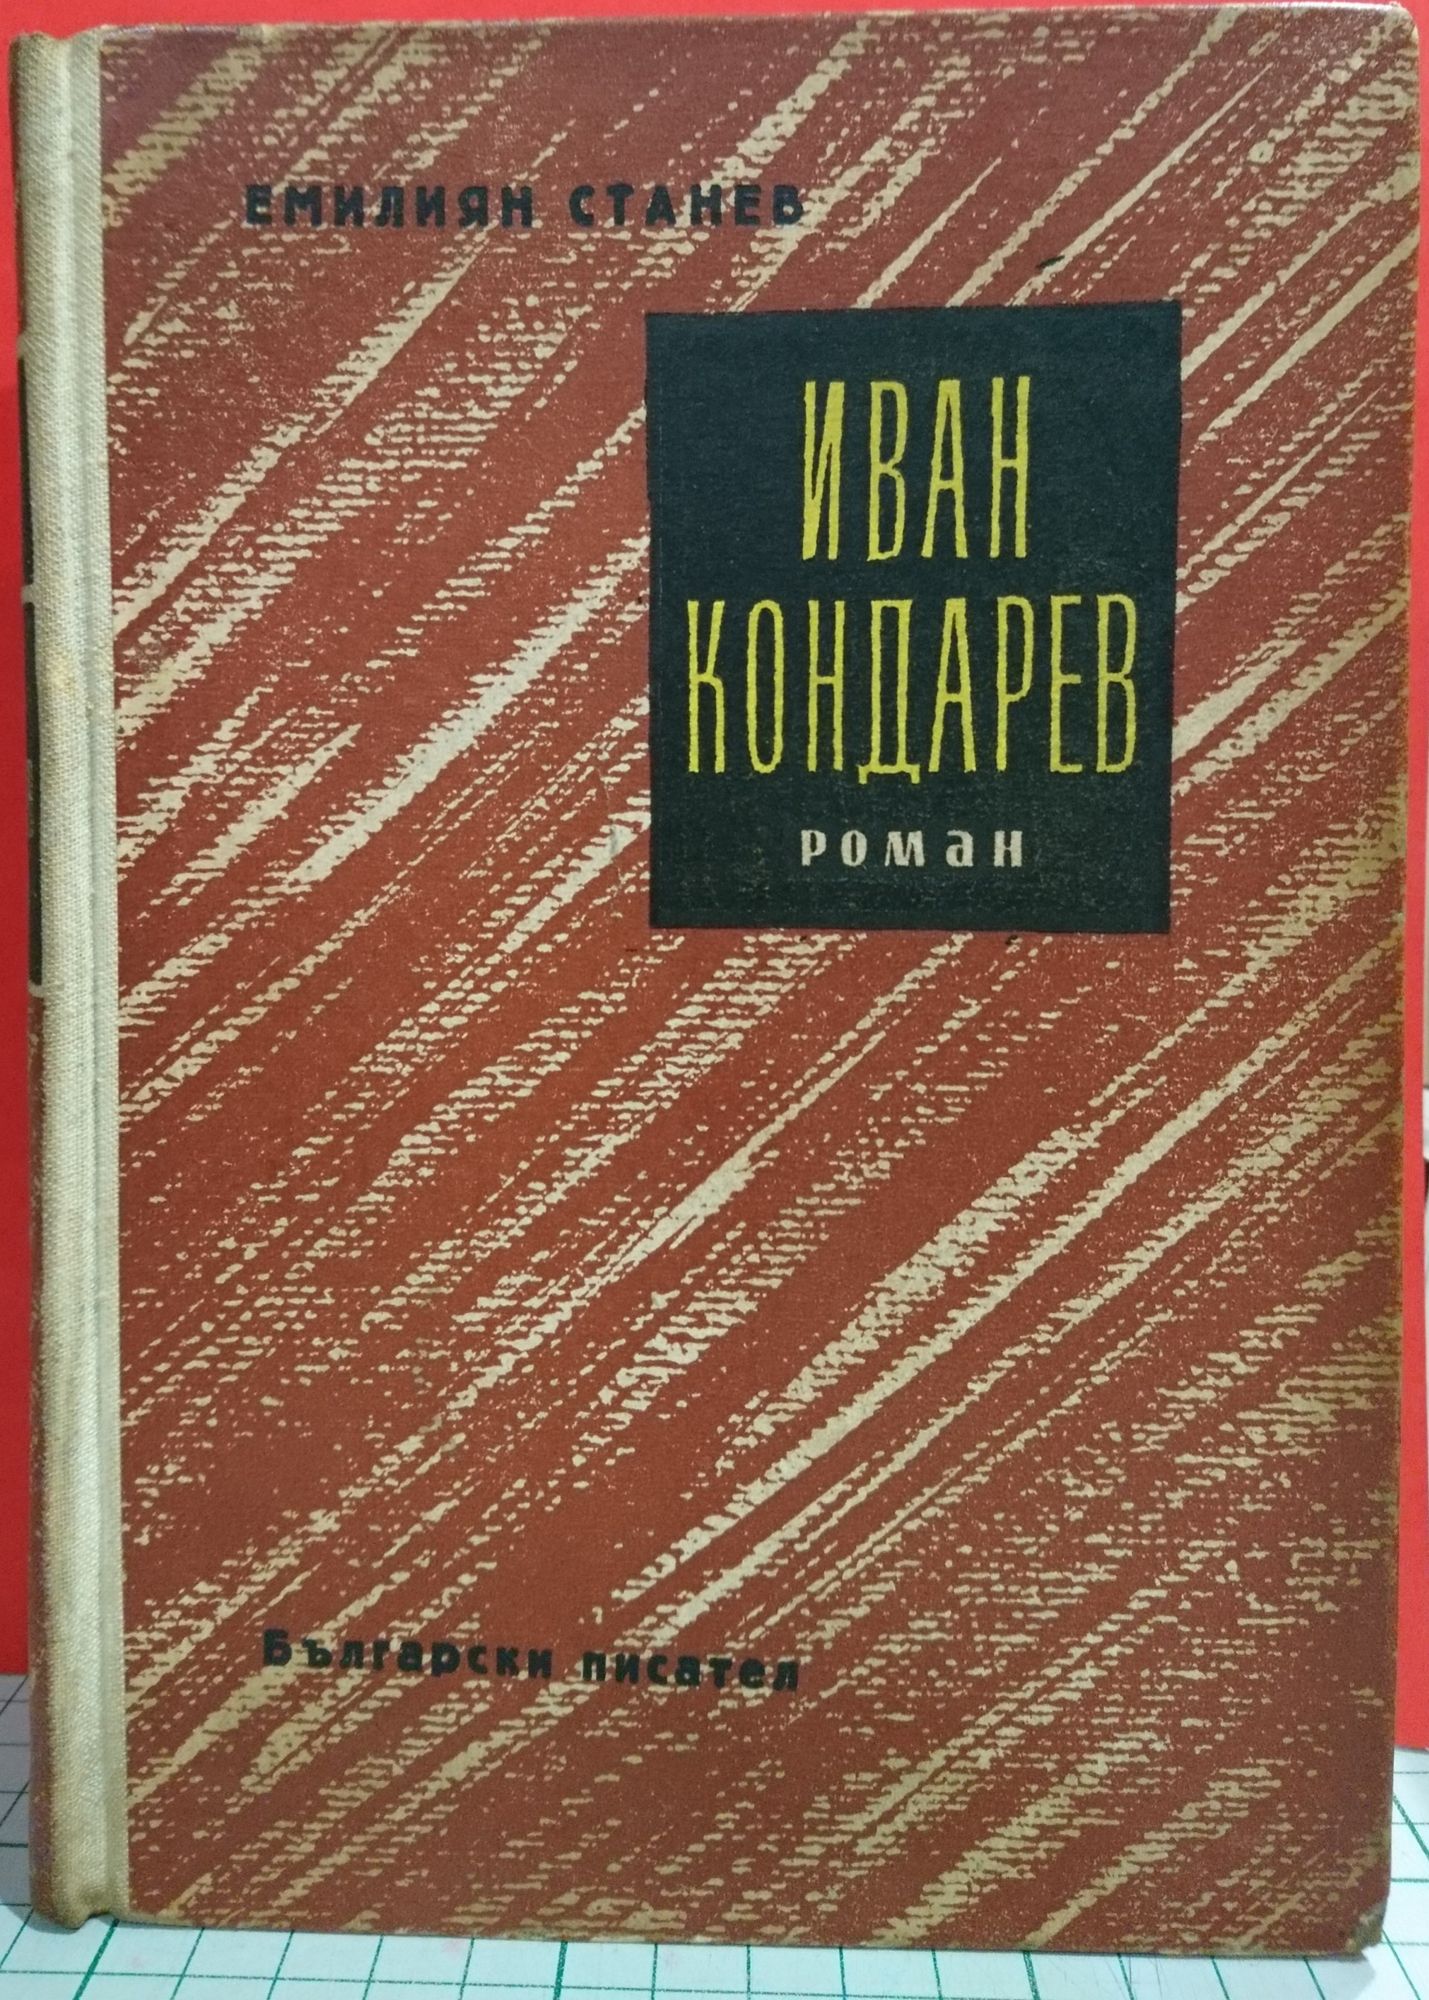 ЕМИЛИЯН СТАНЕВ
ИВАН
КОНДАРЕВ
роман
Български писател